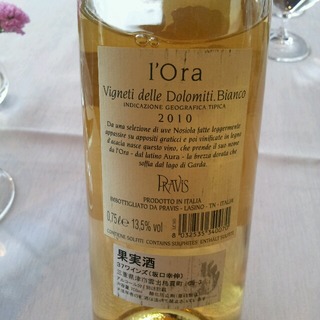 l'Ora
Vigneti delle Dolomiti Bianco
INDICAZIONE GEOGRAFICA TIPICA
2010
Da una selezione di uve Nosiola fatte leggermente
appassire su appositi graticci e poi vinificate in legno
d'acacia nasce questo vino, che prende il suo nome
da l'Ora - dal latino Aura - la brezza dorata che
soffia dal lago di Garda.
PRAVIS
PRODOTTO IN ITALIA
IMBOTTIGLIATO DA PRAVIS - LASINO - TN - ITALIA
0,75 l e 13,5% vol
CONTIENE SOLFITI
果実酒